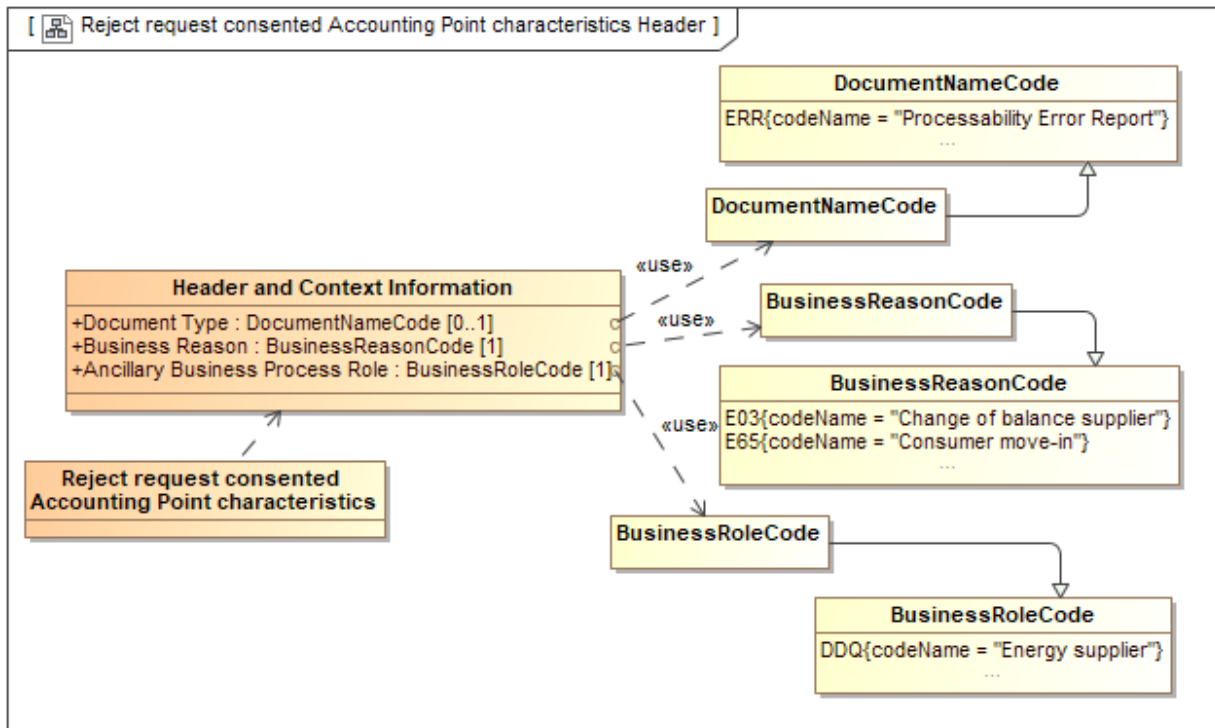 [ Reject request consented Accounting Point characteristics Header ]
DocumentNameCode
ERR{codeName = "Processability Error Report"}
...
DocumentNameCode
«use»
Header and Context Information
+Document Type : DocumentNameCode [0..1]
+Business Reason : BusinessReasonCode [1]
+Ancillary Business Process Role : BusinessRoleCode [1]
«use»
BusinessReasonCode
BusinessReasonCode
E03{codeName = "Change of balance supplier"}
E65{codeName = "Consumer move-in"}
...
«use»
Reject request consented
Accounting Point characteristics
BusinessRoleCode
BusinessRoleCode
DDQ{codeName = "Energy supplier"}
...